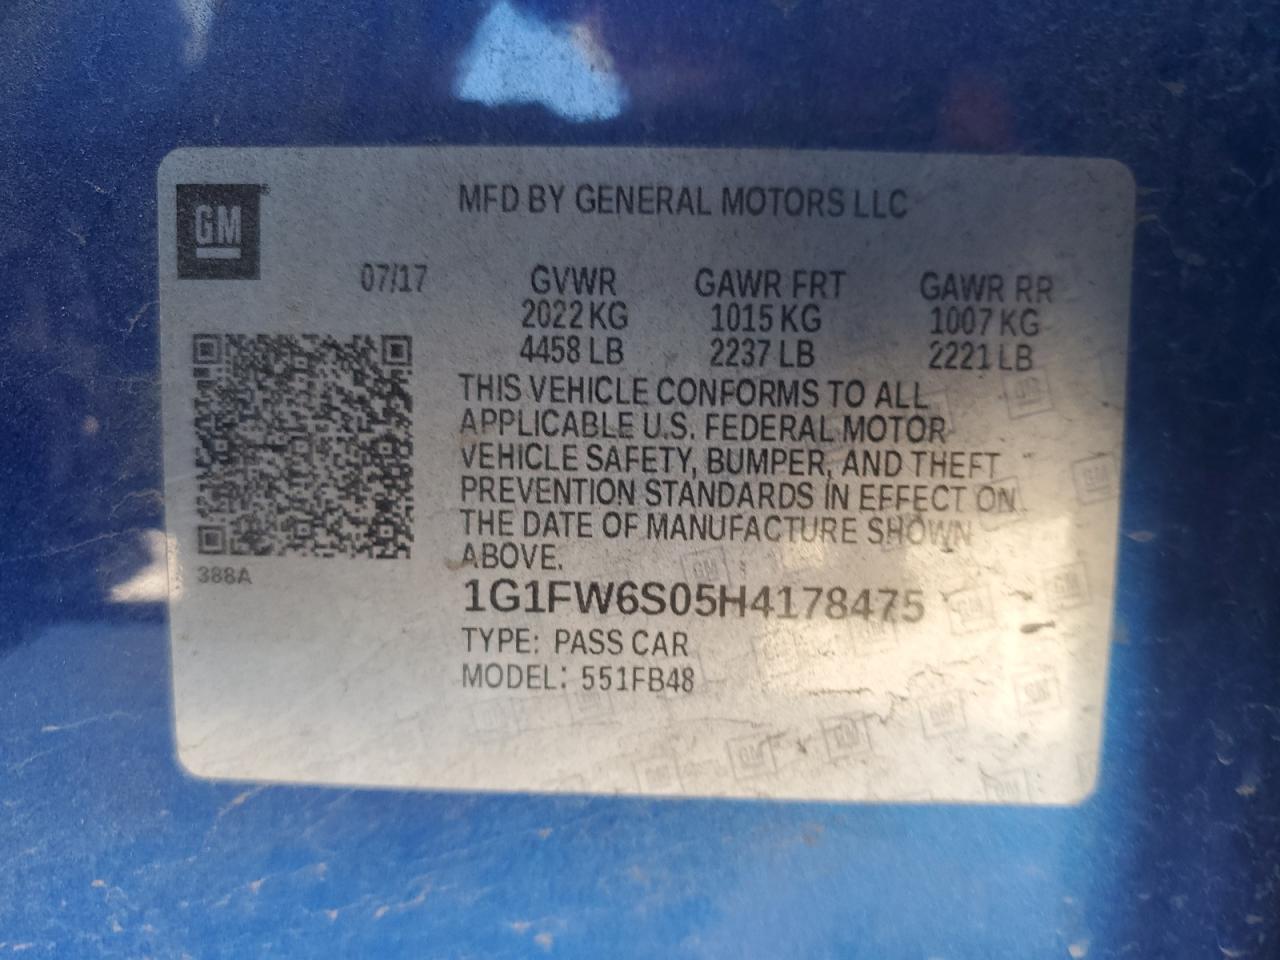 GM
MFD BY GENERAL MOTORS LLC
07/17
GVWR GAWR FRT GAWR RR
2022 KG 1015 KG 1007 KG
4458 LB 2237 LB 2221 LB
THIS VEHICLE CONFORMS TO ALL
APPLICABLE U.S. FEDERAL MOTOR
VEHICLE SAFETY, BUMPER, AND THEFT
PREVENTION STANDARDS IN EFFECT ON
THE DATE OF MANUFACTURE SHOWN
ABOVE.
388A
1G1FW6S05H4178475
TYPE: PASS CAR
MODEL: 551FB48